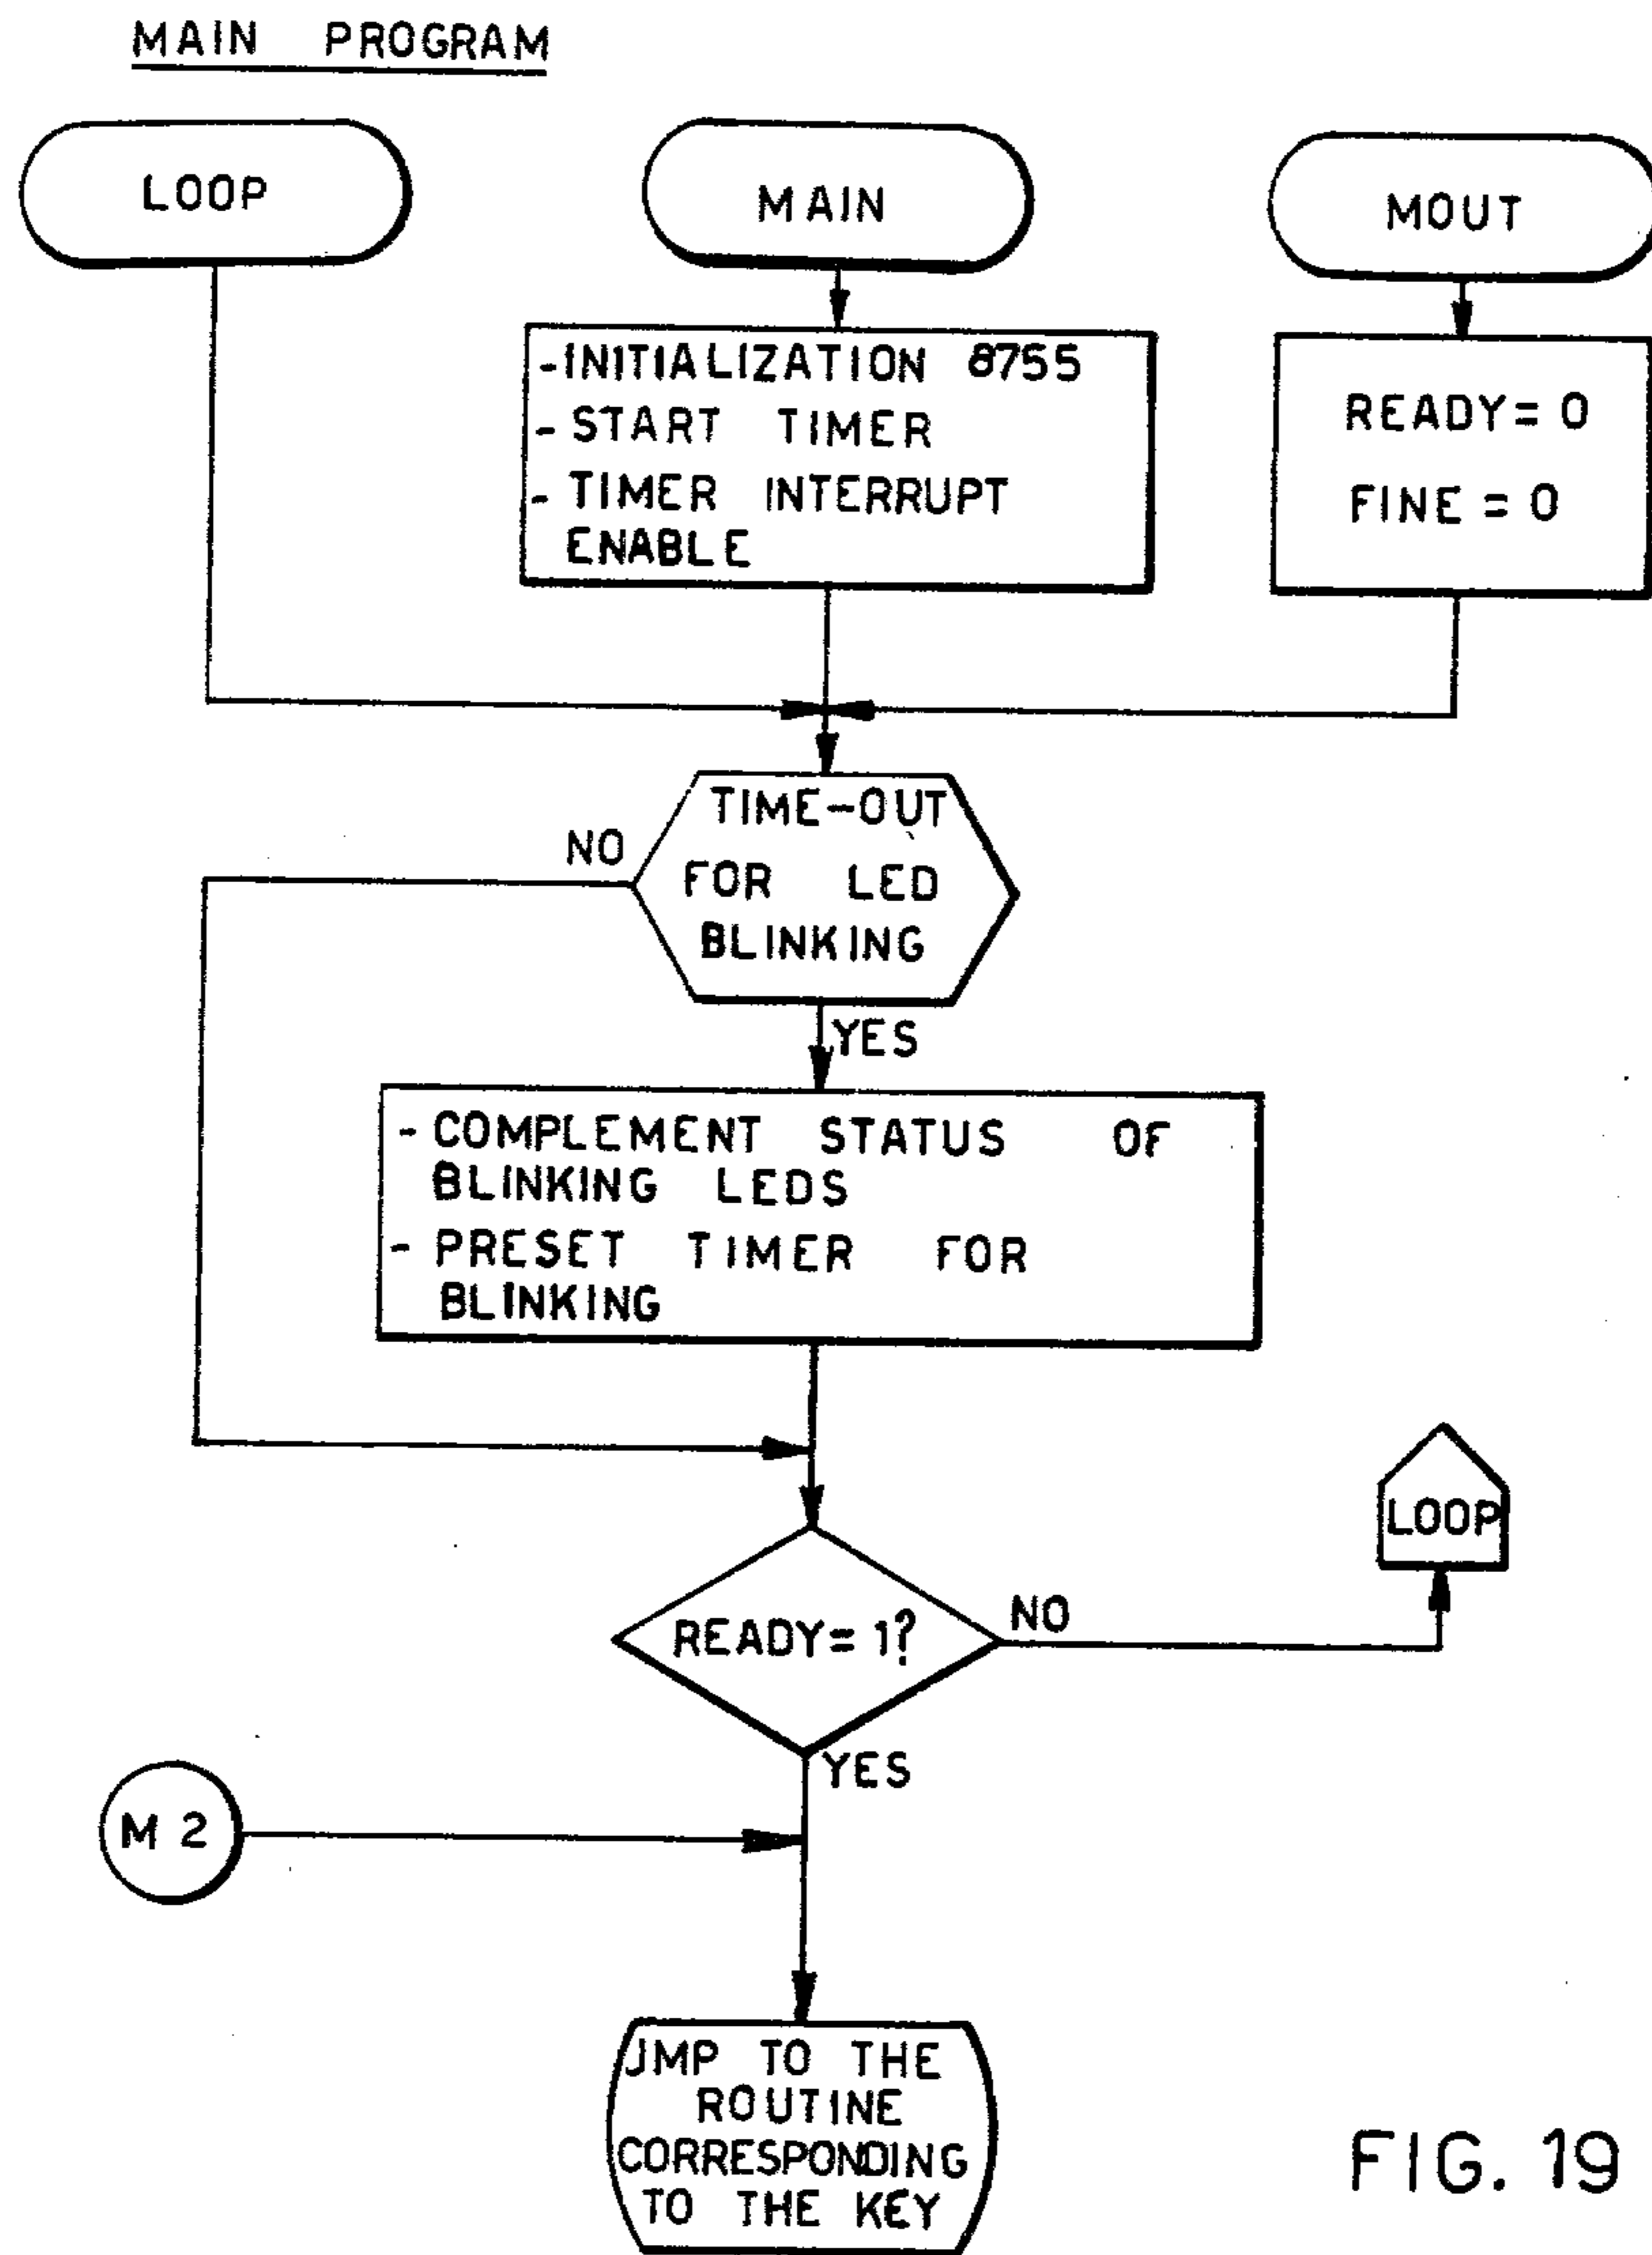 MAIN PROGRAM
LOOP
MAIN
MOUT
-INITIALIZATION 8755
- START TIMER
- TIMER INTERRUPT
ENABLE
READY= 0
FINE = 0
TIME-OUT
FOR LED
BLINKING
NO
YES
- COMPLEMENT STATUS OF
BLINKING LEDS
- PRESET TIMER FOR
BLINKING
LOOP
READY= 1?
NO
YES
M 2
JMP TO THE
ROUTINE
CORRESPONDING
TO THE KEY
FIG. 19